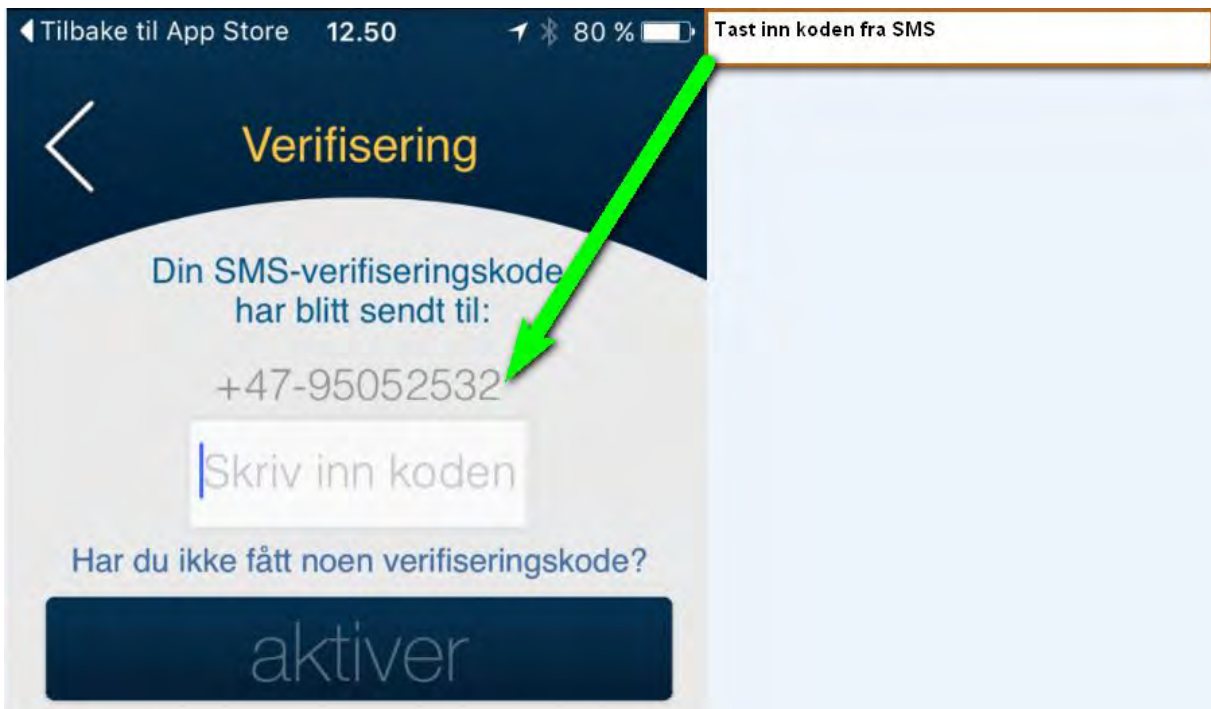 Tilbake til App Store 12.50 80 %
Tast inn koden fra SMS
Verifisering
Din SMS-verifiseringskode
har blitt sendt til:
+47-95052532
Skriv inn koden
Har du ikke fått noen verifiseringskode?
aktiver